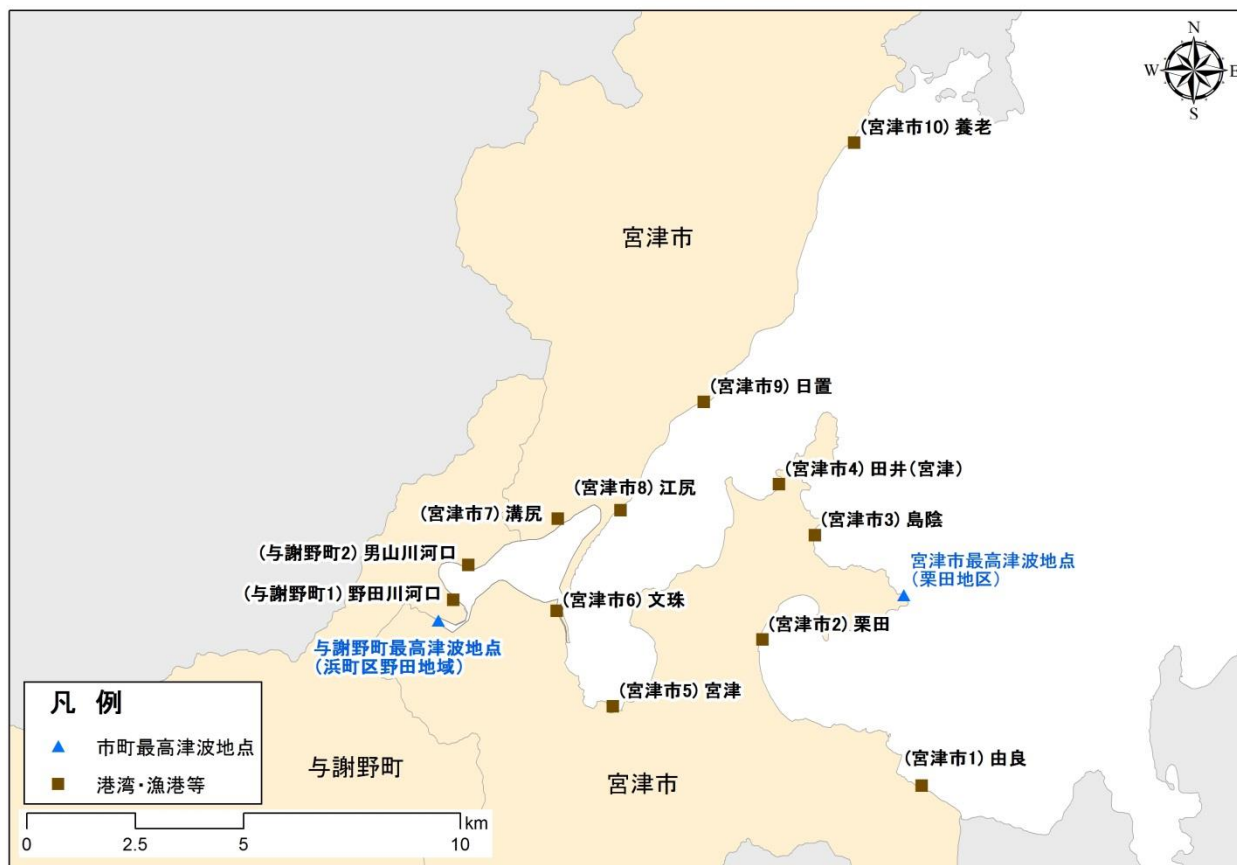 N
W
E
S
(宮津市10) 養老
宮津市
(宮津市9) 日置
(宮津市4) 田井(宮津)
(宮津市8) 江尻
(宮津市7) 溝尻
(宮津市3) 島陰
(与謝野町2) 男山川河口
宮津市最高津波地点
(栗田地区)
(与謝野町1) 野田川河口
(宮津市6) 文珠
(宮津市2) 栗田
与謝野町最高津波地点
(浜町区野田地域)
(宮津市5) 宮津
凡 例
市町最高津波地点
港湾・漁港等
与謝野町
宮津市
(宮津市1) 由良
km
0 2.5 5 10